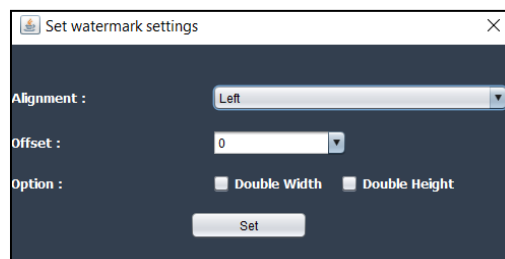 Set watermark settings
Alignment : Left
Offset : 0
Option : Double Width Double Height
Set